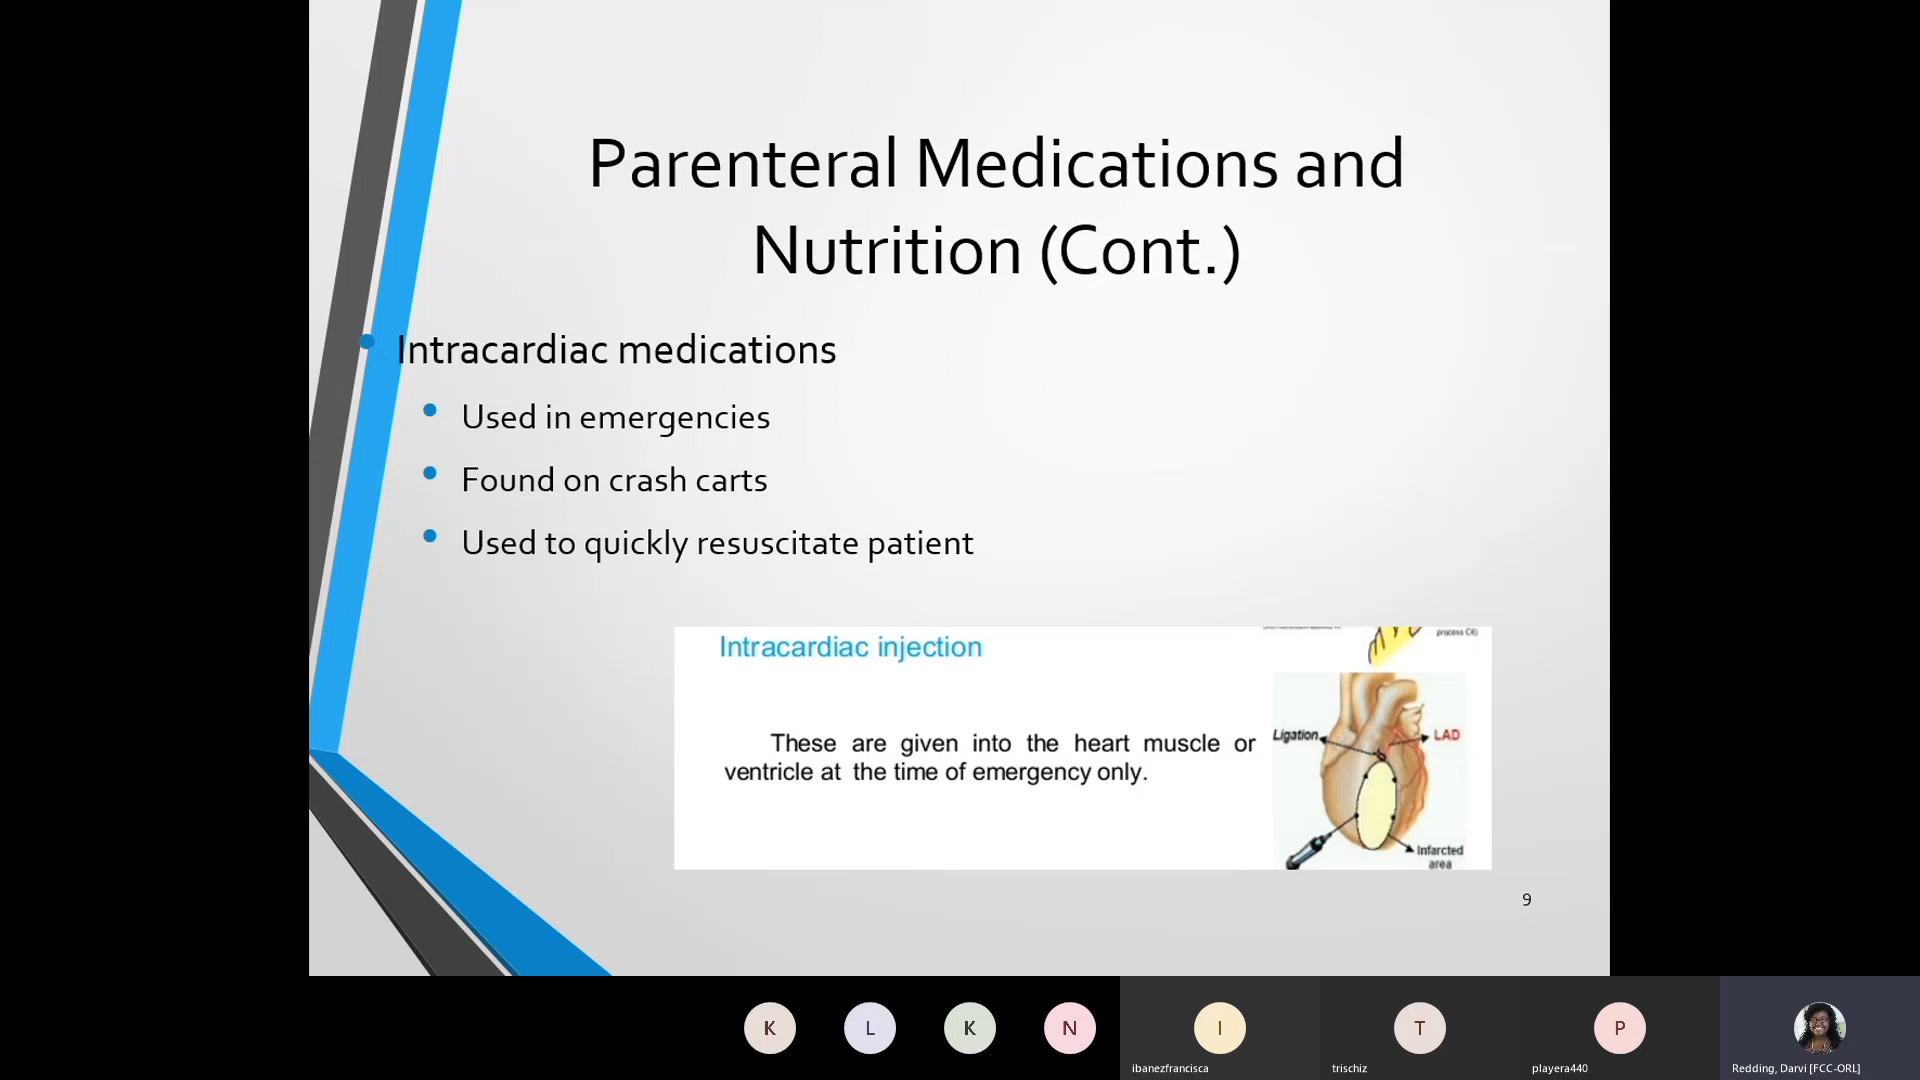 Parenteral Medications and
Nutrition (Cont.)
Intracardiac medications
Used in emergencies
Found on crash carts
Used to quickly resuscitate patient
Intracardiac injection
process C6)
These are given into the heart muscle or
ventricle at the time of emergency only.
Ligation
LAD
Infarcted
area
9
K
L
K
N
I
T
P
ibanezfrancisca
trischiz
playera440
Redding, Darvi [FCC-ORL]